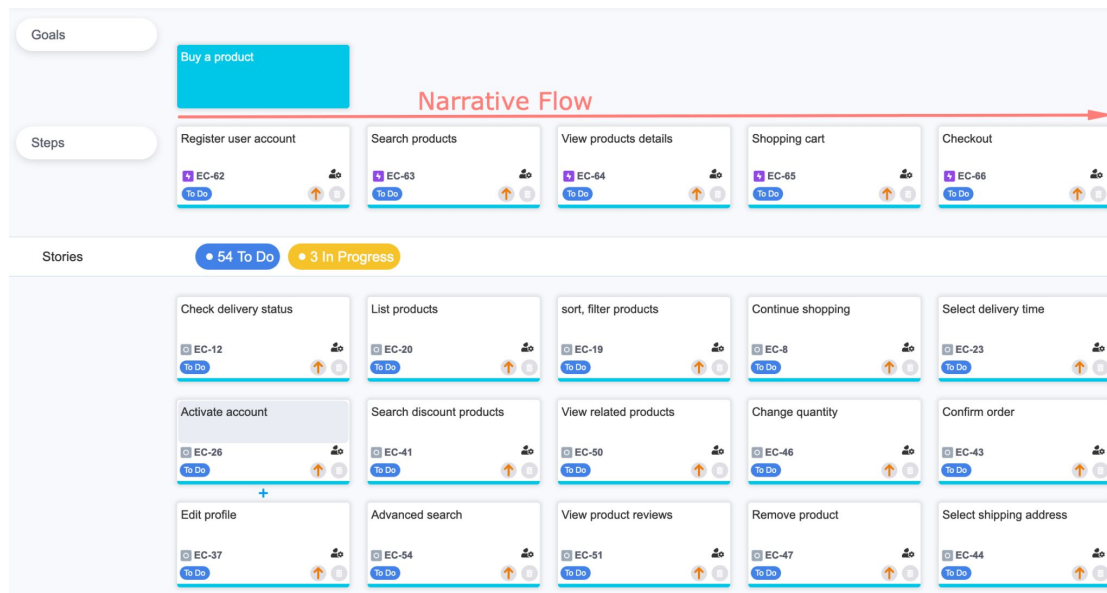 Goals
Buy a product
Narrative Flow
Steps
Register user account
Search products
View products details
Shopping cart
Checkout
EC-62
EC-63
EC-64
EC-65
EC-66
To Do
To Do
To Do
To Do
To Do
Stories
54 To Do
3 In Progress
Check delivery status
List products
sort, filter products
Continue shopping
Select delivery time
EC-12
EC-20
EC-19
EC-8
EC-23
To Do
To Do
To Do
To Do
To Do
Activate account
Search discount products
View related products
Change quantity
Confirm order
EC-26
EC-41
EC-50
EC-46
EC-43
To Do
To Do
To Do
To Do
To Do
+
Edit profile
Advanced search
View product reviews
Remove product
Select shipping address
EC-37
EC-54
EC-51
EC-47
EC-44
To Do
To Do
To Do
To Do
To Do